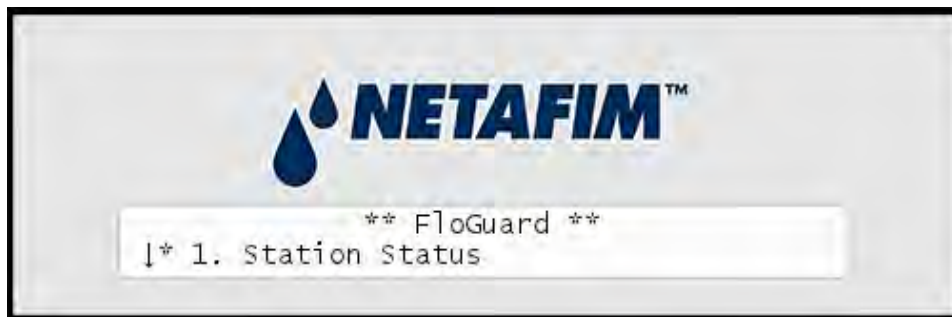 NETAFIM™
** FloGuard **
↓* 1. Station Status